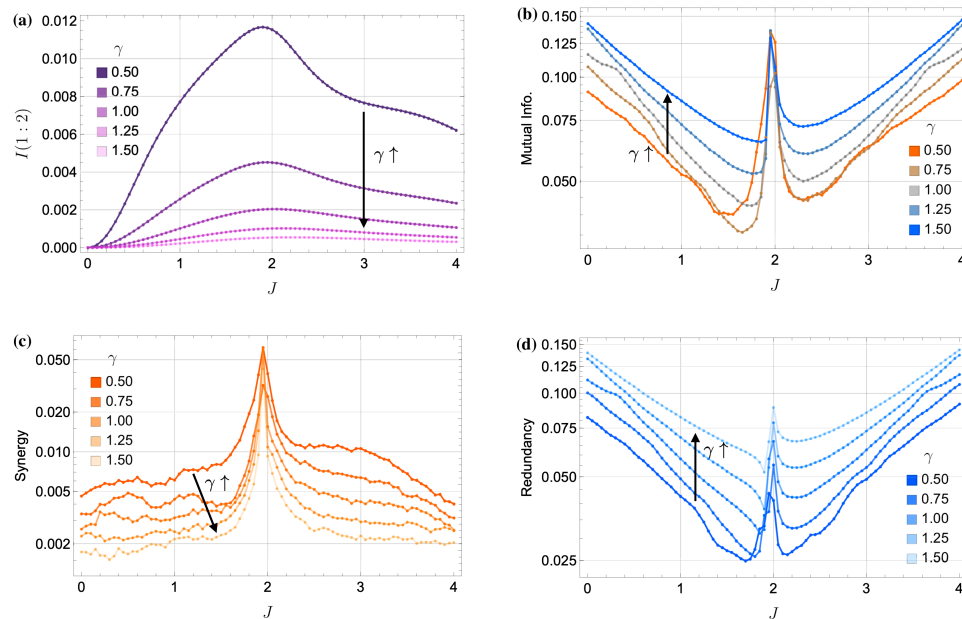 (a)
0.012
0.010
0.008
0.006
0.004
0.002
0.000
I(1 : 2)
γ
0.50
0.75
1.00
1.25
1.50
γ ↑
0 1 2 3 4
J
(b)
0.150
0.125
0.100
0.075
0.050
Mutual Info.
γ ↑
γ
0.50
0.75
1.00
1.25
1.50
0 1 2 3 4
J
(c)
0.050
0.020
0.010
0.005
0.002
Synergy
γ
0.50
0.75
1.00
1.25
1.50
γ ↑
0 1 2 3 4
J
(d)
0.150
0.100
0.075
0.050
0.025
Redundancy
γ ↑
γ
0.50
0.75
1.00
1.25
1.50
0 1 2 3 4
J